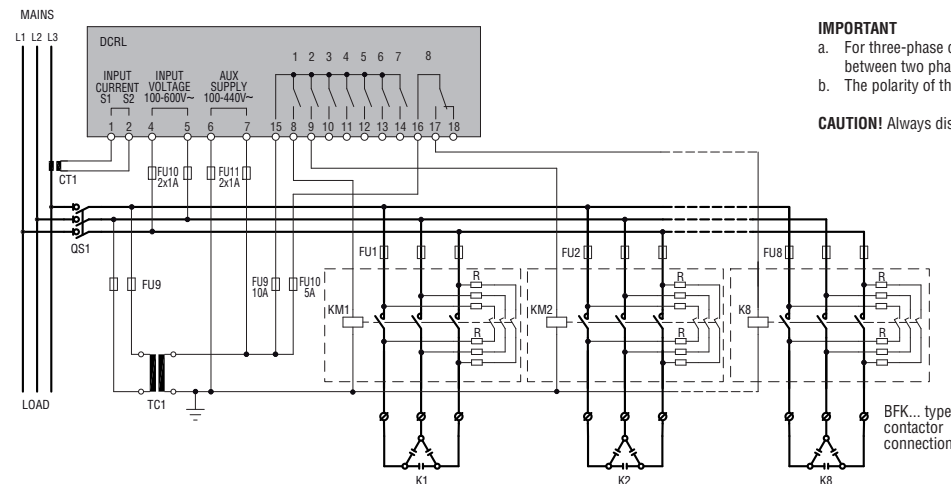 MAINS
L1 L2 L3
DCRL
INPUT CURRENT
S1 S2
INPUT VOLTAGE
100-600V~
AUX SUPPLY
100-440V~
1 2 3 4 5 6 7 8
1 2 4 5 6 7 15 8 9 10 11 12 13 14 16 17 18
CT1
FU10
2x1A
FU11
2x1A
QS1
FU9
FU9
10A
FU10
5A
FU1
FU2
FU8
R
R
R
KM1
KM2
K8
R
R
R
LOAD
TC1
K1
K2
K8
BFK... type
contactor
connection
IMPORTANT
a. For three-phase
between two
b. The polarity of
CAUTION! Always